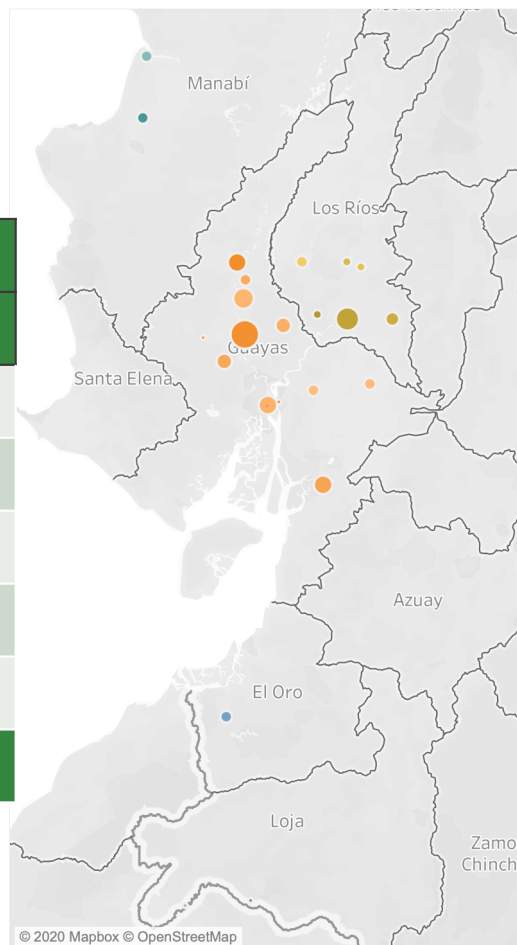 Manabí
Los Ríos
Guayas
Santa Elena
Azuay
El Oro
Loja
Zamo
Chinch
© 2020 Mapbox © OpenStreetMap